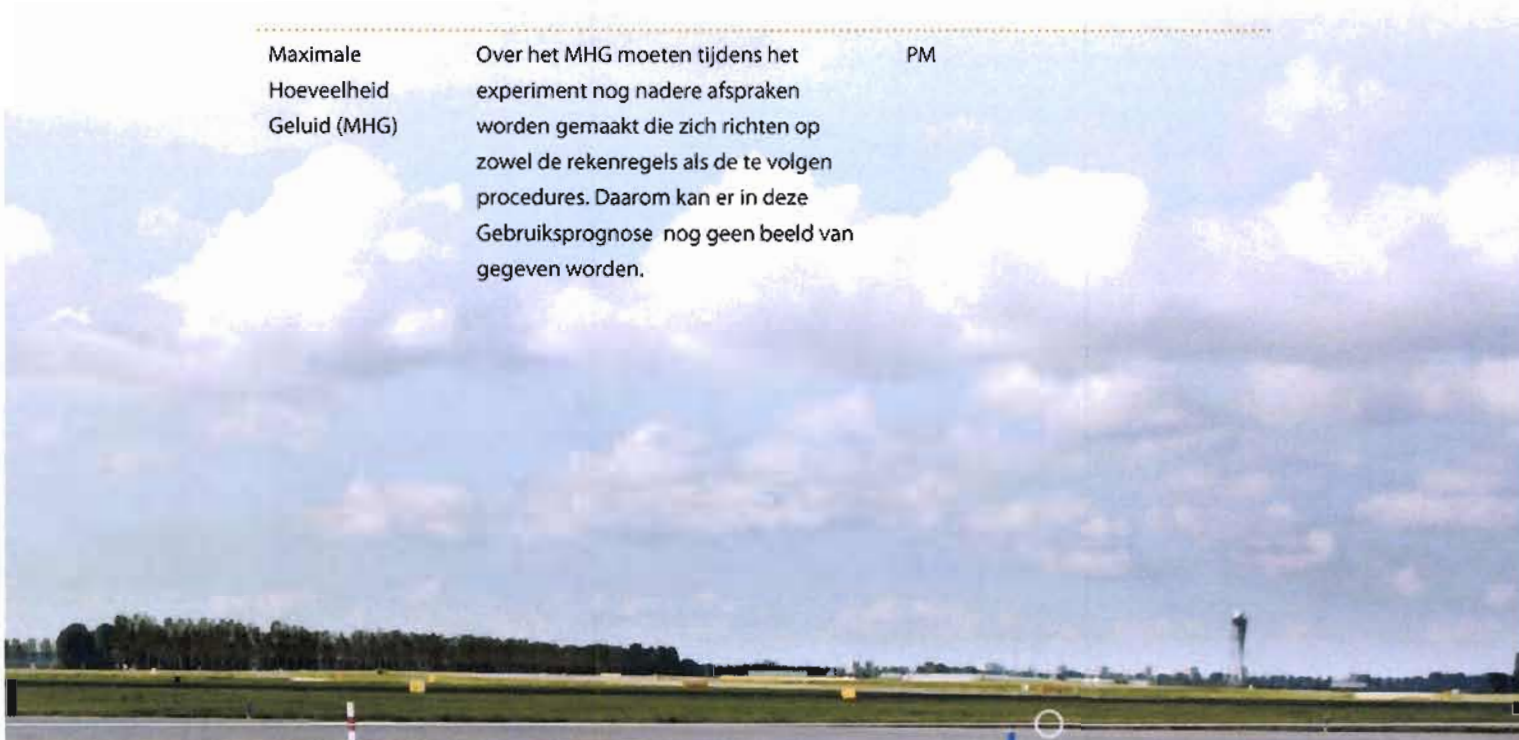 Maximale
Hoeveelheid
Geluid (MHG)
Over het MHG moeten tijdens het
experiment nog nadere afspraken
worden gemaakt die zich richten op
zowel de rekenregels als de te volgen
procedures. Daarom kan er in deze
Gebruiksprognose nog geen beeld van
gegeven worden.
PM